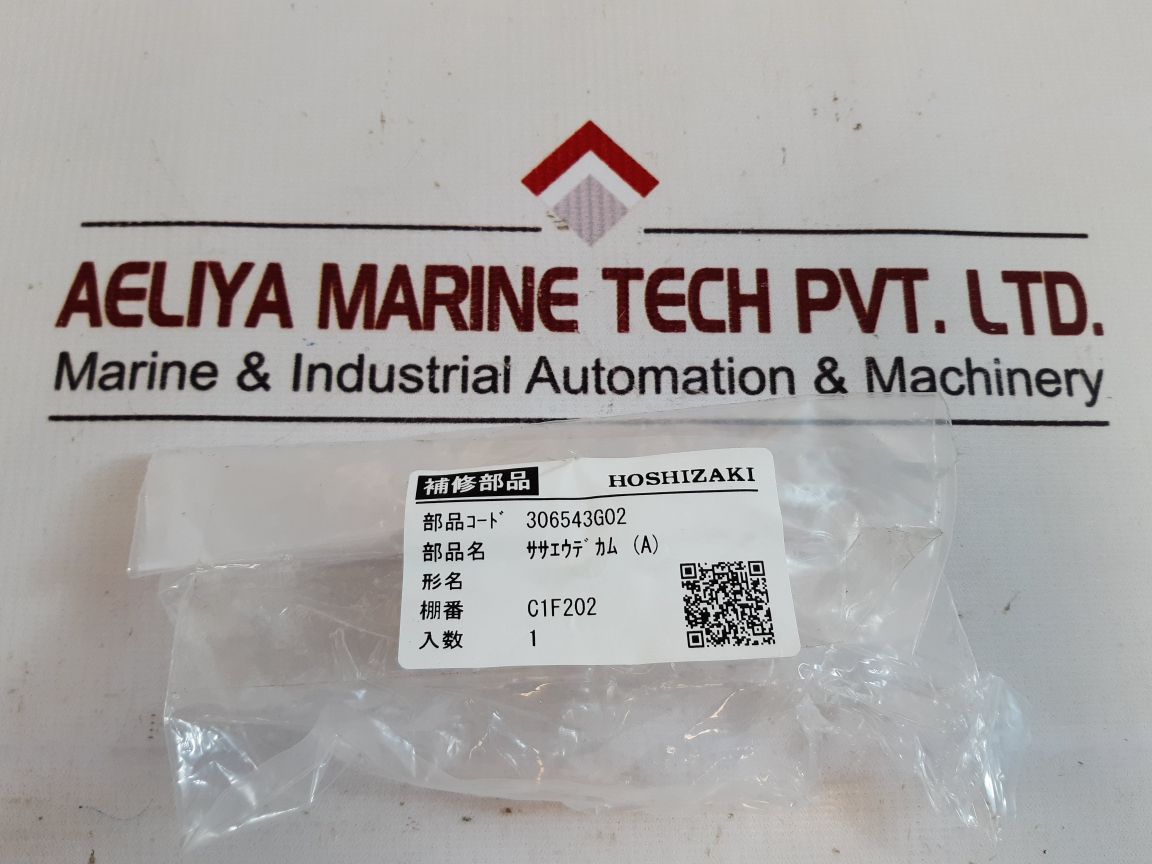 AELIYA MARINE TECH PVT. LTD.
Marine & Industrial Automation & Machinery
補修部品 HOSHIZAKI
部品ｺｰﾄﾞ 306543G02
部品名 ｻｻｴｳﾃﾞｶﾑ (A)
形名
棚番 C1F202
入数 1